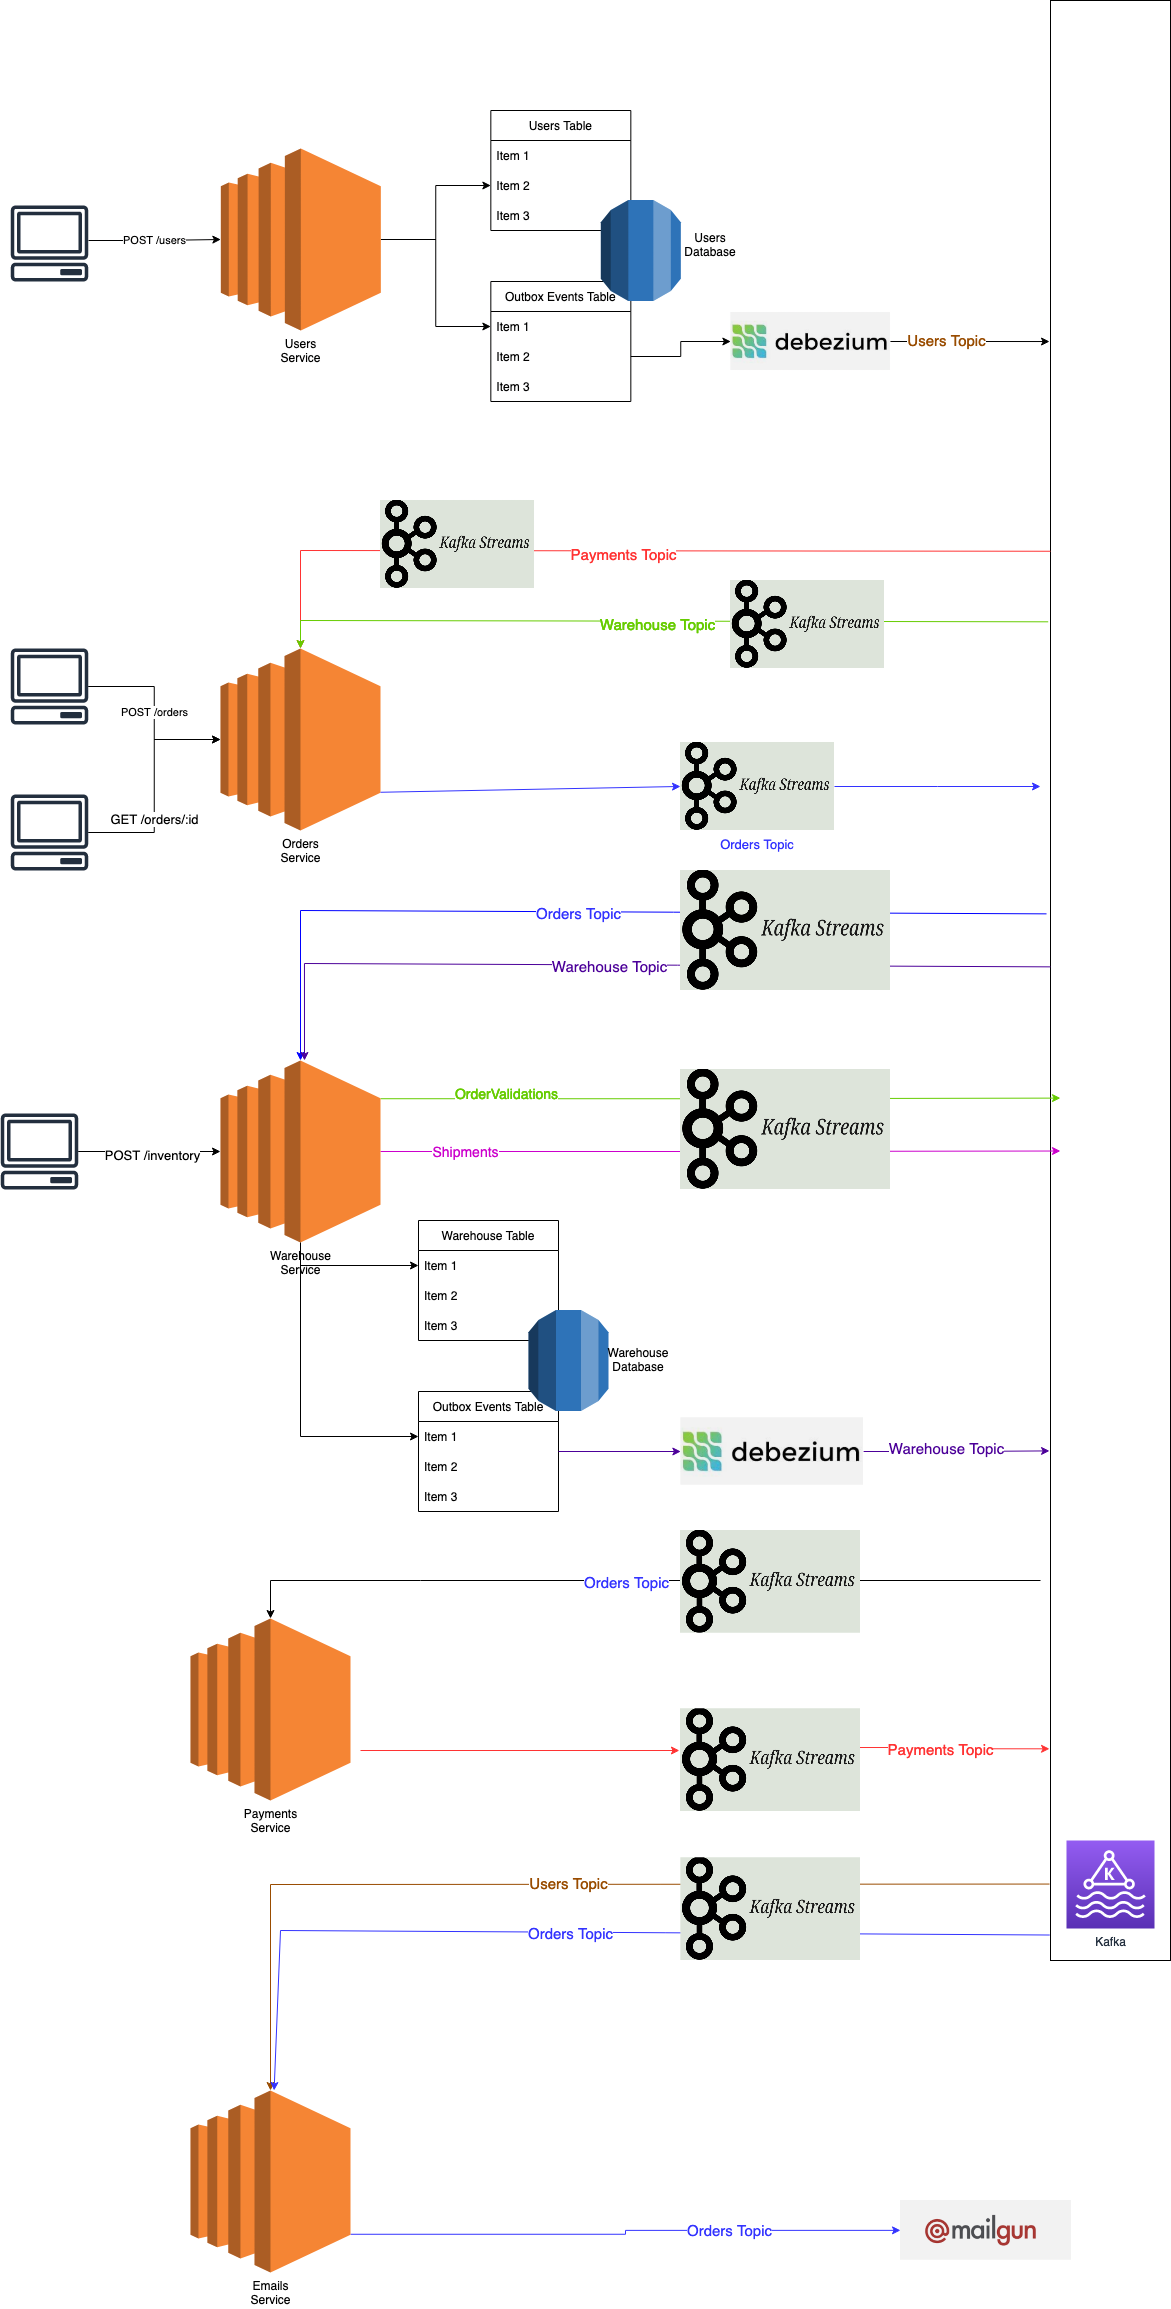 Users Table
Item 1
Item 2
Item 3
POST /users
Users
Database
Outbox Events Table
Item 1
Item 2
Item 3
Users
Service
debezium
Users Topic
Kafka Streams
Payments Topic
Warehouse Topic
Kafka Streams
POST /orders
GET /orders/:id
Orders
Service
Kafka Streams
Orders Topic
Orders Topic
Kafka Streams
Warehouse Topic
OrderValidations
Kafka Streams
Shipments
POST /inventory
Warehouse
Service
Warehouse Table
Item 1
Item 2
Item 3
Warehouse
Database
Outbox Events Table
Item 1
Item 2
Item 3
debezium
Warehouse Topic
Orders Topic
Kafka Streams
Kafka Streams
Payments Topic
Payments
Service
Users Topic
Kafka Streams
Orders Topic
K
Kafka
Orders Topic
@mailgun
Emails
Service